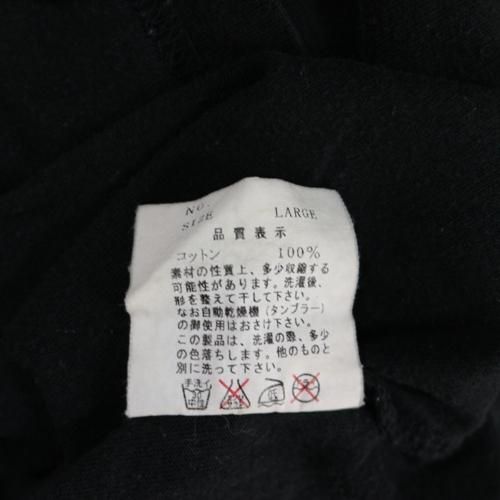 NO.
SIZE LARGE
品質表示
コットン 100%
素材の性質上、多少収縮する
可能性があります。洗濯後、
形を整えて干して下さい。
なお自動乾燥機(タンブラー)
の御使用はおさけ下さい。
この製品は、洗濯の際、多少
の色落ちします。他のものと
別に洗って下さい。
手洗イ